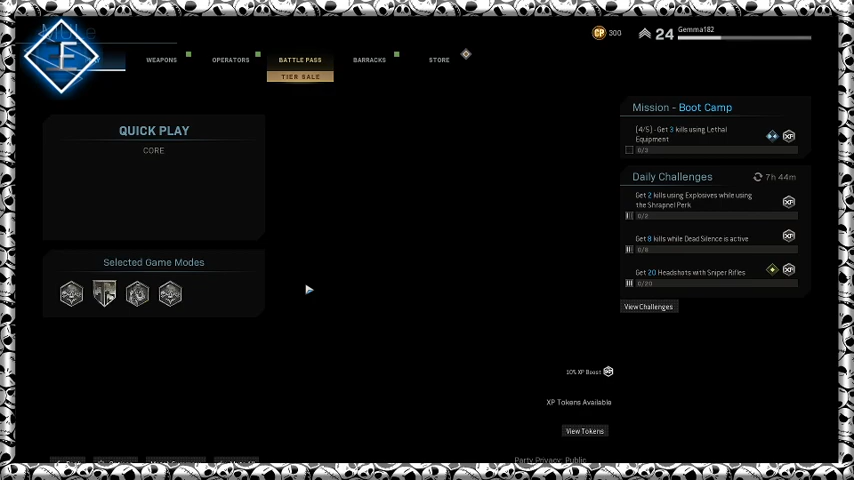 F
CP 300
24
Gemma182
WEAPONS
OPERATORS
BATTLE PASS
BARRACKS
STORE
TIER SALE
QUICK PLAY
CORE
Selected Game Modes
Mission - Boot Camp
(4/5) - Get 3 kills using Lethal
Equipment
XP
0/3
Daily Challenges
7h 44m
Get 2 kills using Explosives while using
the Shrapnel Perk
XP
0/2
Get 8 kills while Dead Silence is active
XP
0/8
Get 20 Headshots with Sniper Rifles
XP
0/20
View Challenges
10% XP Boost
XP Tokens Available
View Tokens
Party Privacy: Public